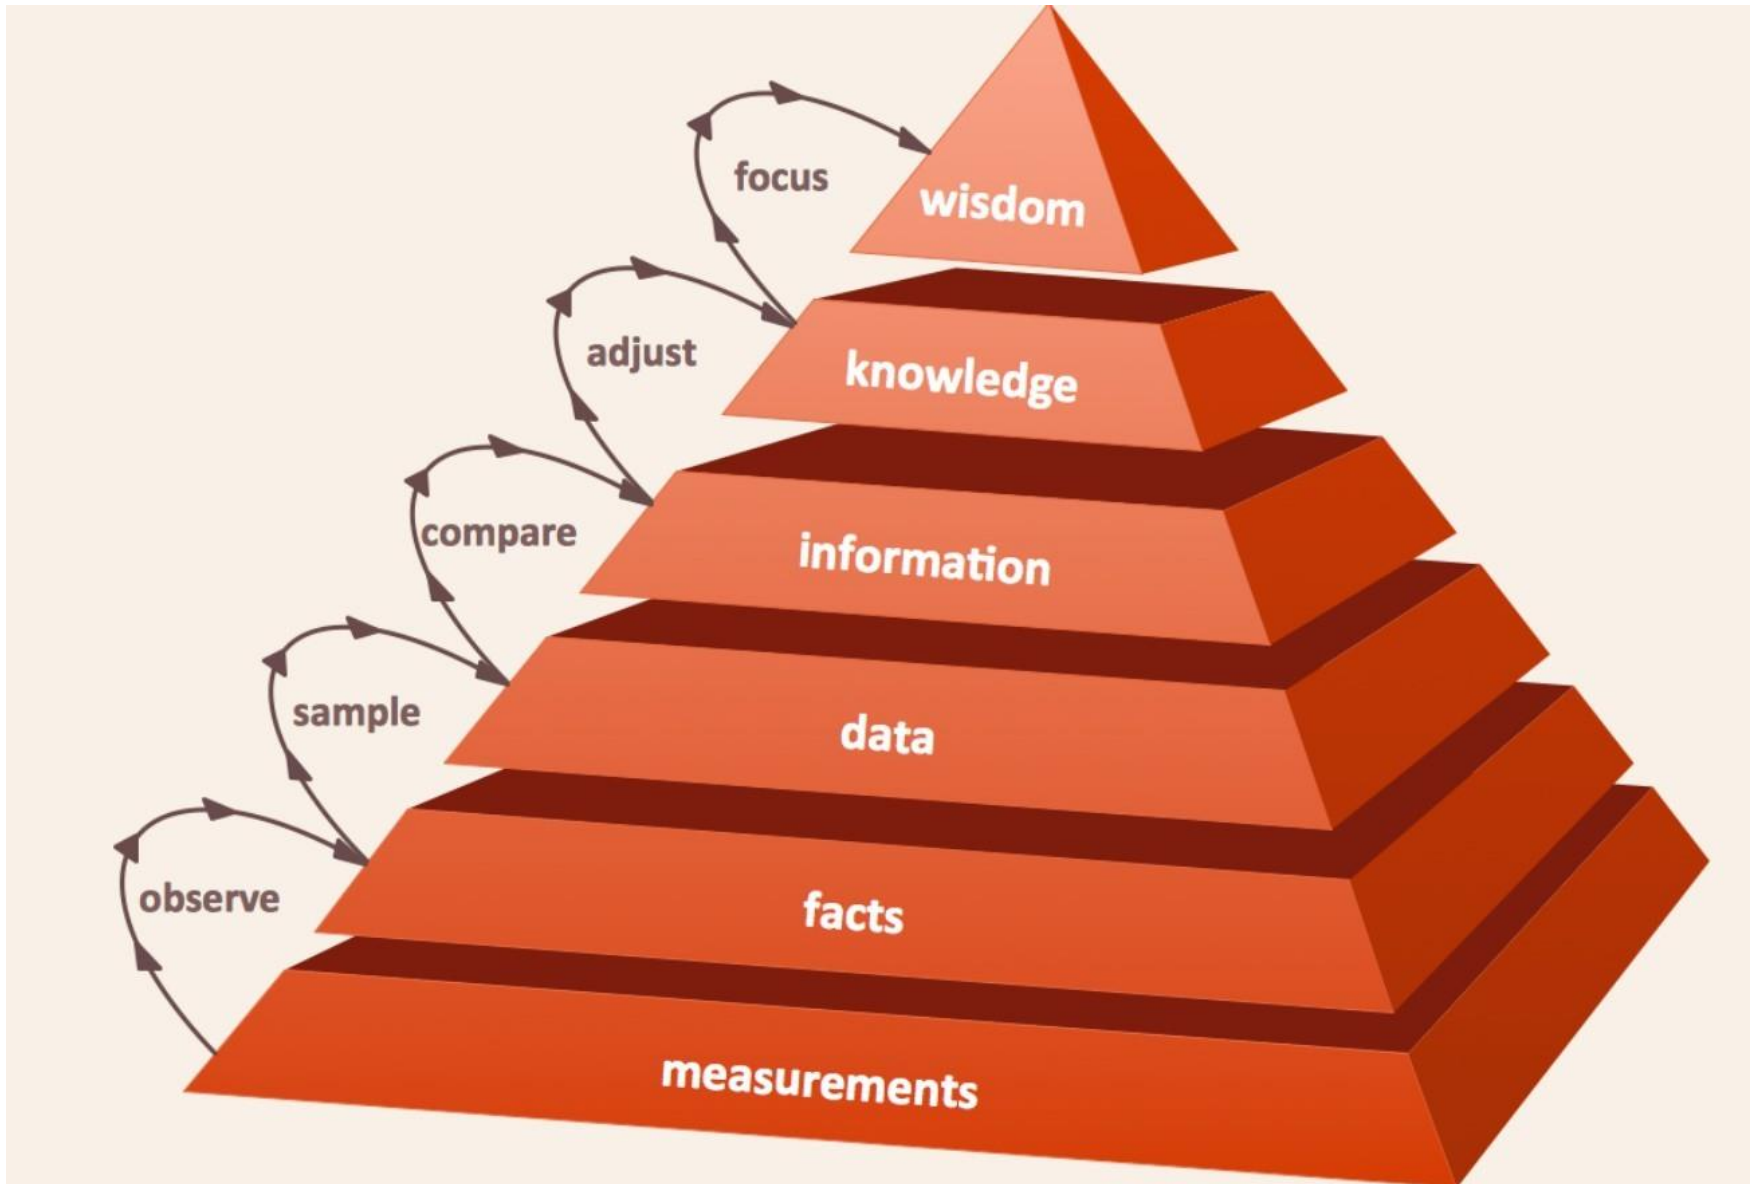 focus
wisdom
adjust
knowledge
compare
information
sample
data
observe
facts
measurements